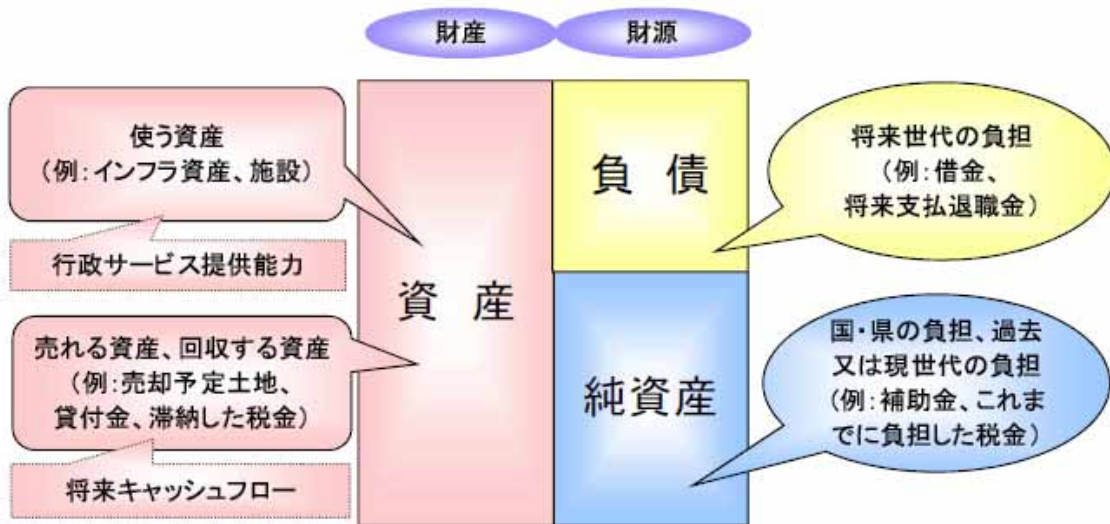 財産
財源
使う資産
（例：インフラ資産、施設）
行政サービス提供能力
売れる資産、回収する資産
（例：売却予定土地、
貸付金、滞納した税金）
将来キャッシュフロー
資 産
負 債
純資産
将来世代の負担
（例：借金、
将来支払退職金）
国・県の負担、過去
又は現世代の負担
（例：補助金、これま
でに負担した税金）